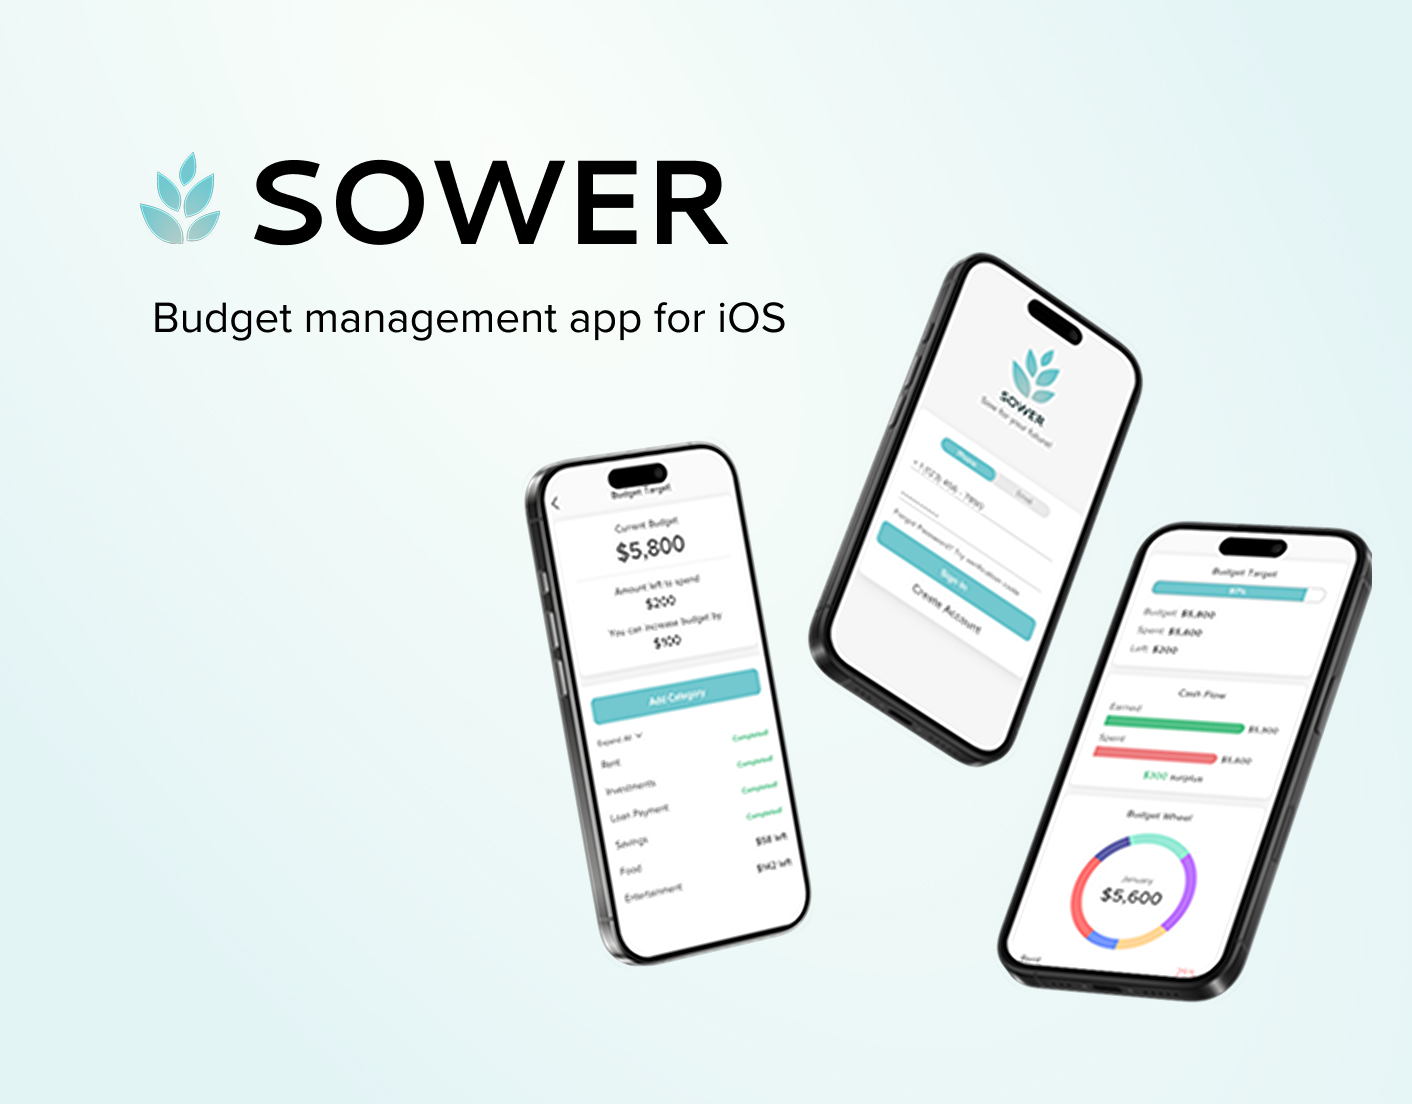 SOWER
Budget management app for iOS
Budget Target
Current Budget
$5,800
Amount left to spend
$200
You can increase budget by
$100
Add Category
Expand All
Rent
Completed
Investments
Completed
Loan Payment
Completed
Savings
Completed
Food
$58 left
Entertainment
$142 left
SOWER
Sow for your future!
Phone
Email
+1 (123) 456 - 7890
Forgot Password? Try verification code
Sign In
Create Account
Budget Target
97%
Budget: $5,800
Spent: $5,600
Left: $200
Cash Flow
Earned
$5,900
Spent
$5,600
$300 surplus
Budget Wheel
January
$5,600